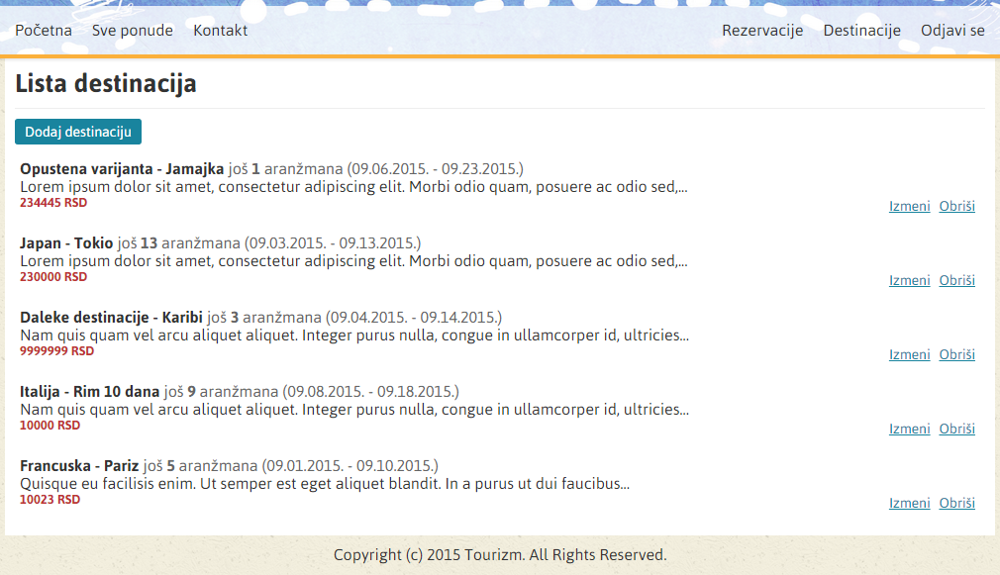 Početna Sve ponude Kontakt Rezervacije Destinacije Odjavi se
Lista destinacija
Dodaj destinaciju
Opustena varijanta - Jamajka još 1 aranžmana (09.06.2015. - 09.23.2015.)
Lorem ipsum dolor sit amet, consectetur adipiscing elit. Morbi odio quam, posuere ac odio sed,...
234445 RSD
Izmeni Obriši
Japan - Tokio još 13 aranžmana (09.03.2015. - 09.13.2015.)
Lorem ipsum dolor sit amet, consectetur adipiscing elit. Morbi odio quam, posuere ac odio sed,...
230000 RSD
Izmeni Obriši
Daleke destinacije - Karibi još 3 aranžmana (09.04.2015. - 09.14.2015.)
Nam quis quam vel arcu aliquet aliquet. Integer purus nulla, congue in ullamcorper id, ultricies...
9999999 RSD
Izmeni Obriši
Italija - Rim 10 dana još 9 aranžmana (09.08.2015. - 09.18.2015.)
Nam quis quam vel arcu aliquet aliquet. Integer purus nulla, congue in ullamcorper id, ultricies...
10000 RSD
Izmeni Obriši
Francuska - Pariz još 5 aranžmana (09.01.2015. - 09.10.2015.)
Quisque eu facilisis enim. Ut semper est eget aliquet blandit. In a purus ut dui faucibus...
10023 RSD
Izmeni Obriši
Copyright (c) 2015 Tourizm. All Rights Reserved.